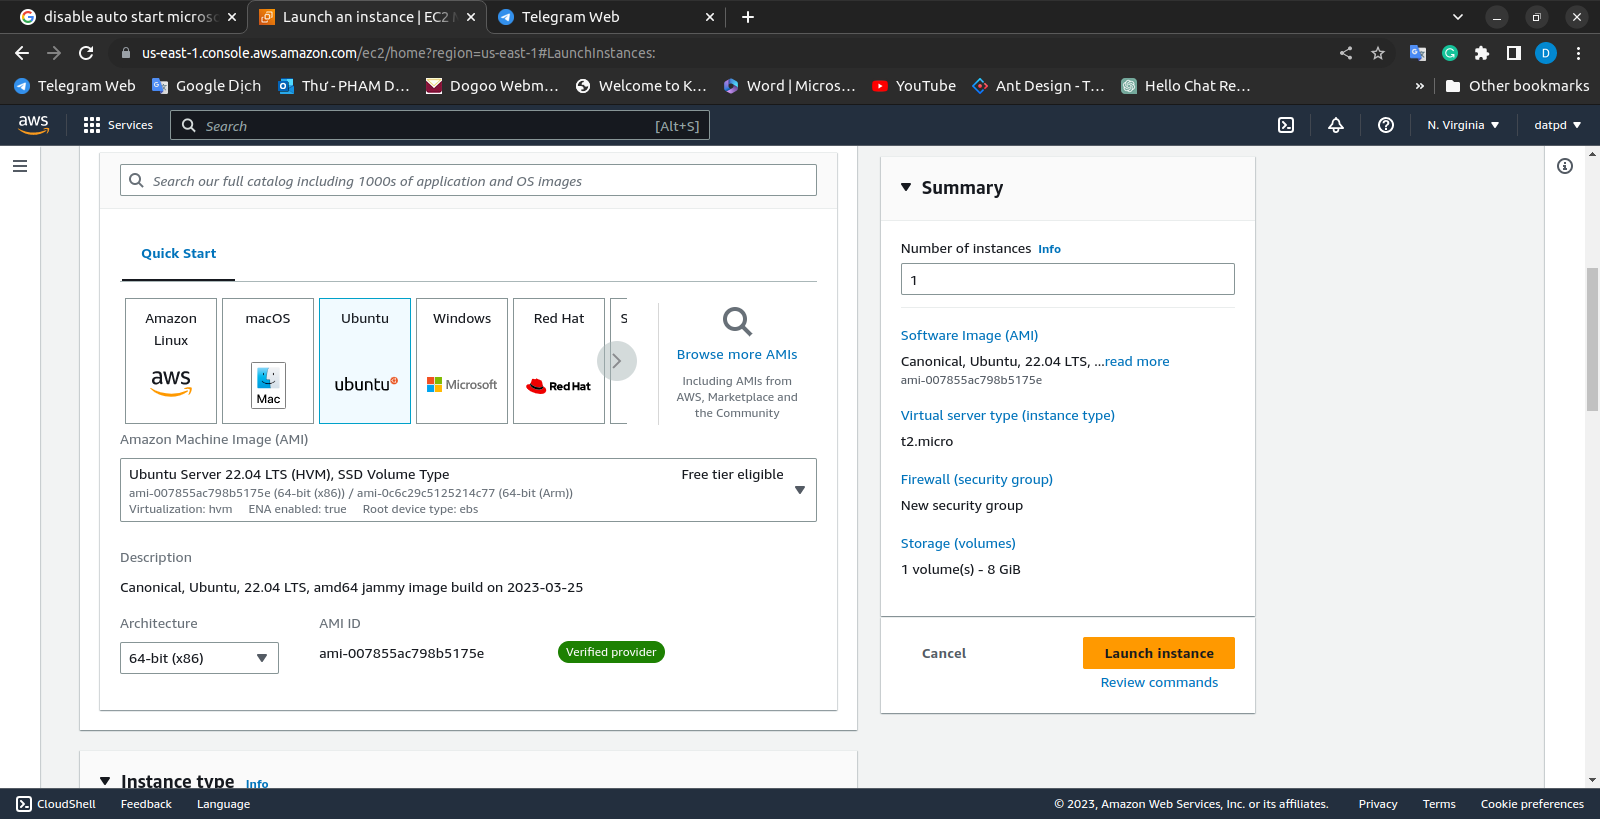 disable auto start micros
Launch an instance | EC2 M
Telegram Web
us-east-1.console.aws.amazon.com/ec2/home?region=us-east-1#LaunchInstances:
D
Telegram Web
Google Dịch
Thư - PHAM D...
Dogoo Webm...
Welcome to K...
Word | Micros...
YouTube
Ant Design - T...
Hello Chat Re...
»
Other bookmarks
aws
Services
Search
[Alt+S]
N. Virginia
datpd
Search our full catalog including 1000s of application and OS images
Quick Start
Amazon Linux
aws
macOS
Mac
Ubuntu
ubuntu
Windows
Microsoft
Red Hat
Red Hat
S
Browse more AMIs
Including AMIs from
AWS, Marketplace and
the Community
Amazon Machine Image (AMI)
Ubuntu Server 22.04 LTS (HVM), SSD Volume Type
Free tier eligible
ami-007855ac798b5175e (64-bit (x86)) / ami-0c6c29c5125214c77 (64-bit (Arm))
Virtualization: hvm ENA enabled: true Root device type: ebs
Description
Canonical, Ubuntu, 22.04 LTS, amd64 jammy image build on 2023-03-25
Architecture
AMI ID
64-bit (x86)
ami-007855ac798b5175e
Verified provider
Instance type Info
Summary
Number of instances Info
1
Software Image (AMI)
Canonical, Ubuntu, 22.04 LTS, ...read more
ami-007855ac798b5175e
Virtual server type (instance type)
t2.micro
Firewall (security group)
New security group
Storage (volumes)
1 volume(s) - 8 GiB
Cancel
Launch instance
Review commands
CloudShell
Feedback
Language
© 2023, Amazon Web Services, Inc. or its affiliates.
Privacy
Terms
Cookie preferences